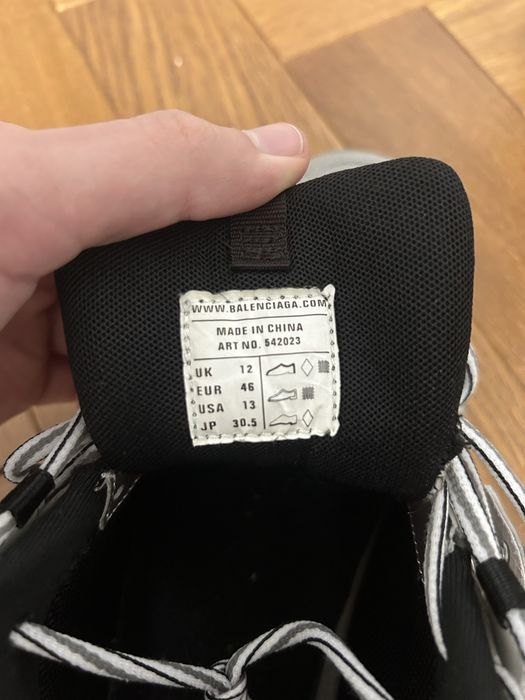 WWW.BALENCIAGA.COM
MADE IN CHINA
ART NO. 542023
UK 12
EUR 46
USA 13
JP 30.5